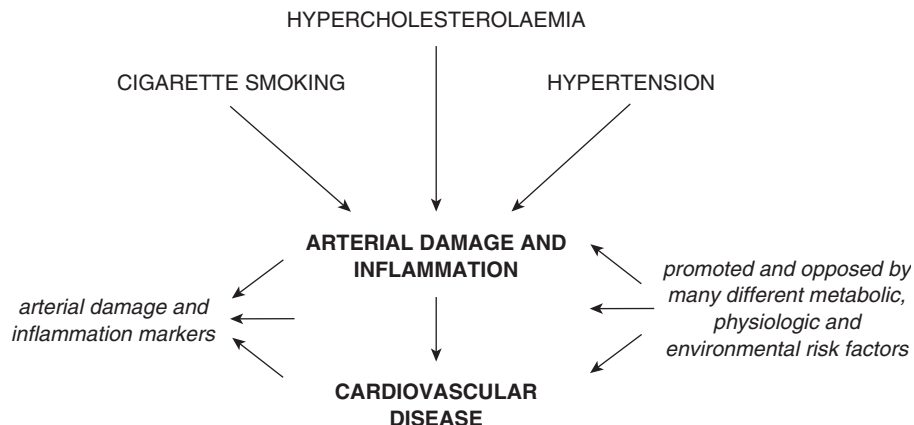 HYPERCHOLESTEROLAEMIA
CIGARETTE SMOKING
HYPERTENSION
ARTERIAL DAMAGE AND
INFLAMMATION
arterial damage and
inflammation markers
promoted and opposed by
many different metabolic,
physiologic and
environmental risk factors
CARDIOVASCULAR
DISEASE